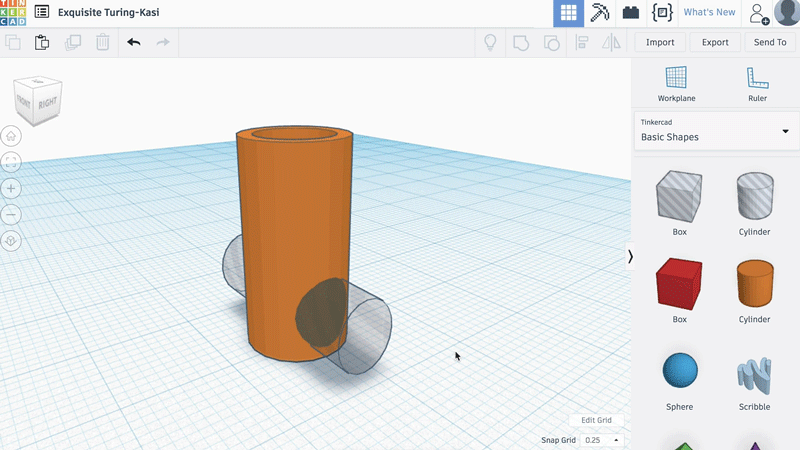 TIN
KER
CAD
Exquisite Turing-Kasi
What's New
Import
Export
Send To
FRONT
RIGHT
Workplane
Ruler
Tinkercad
Basic Shapes
Box
Cylinder
Box
Cylinder
Sphere
Scribble
Edit Grid
Snap Grid 0.25